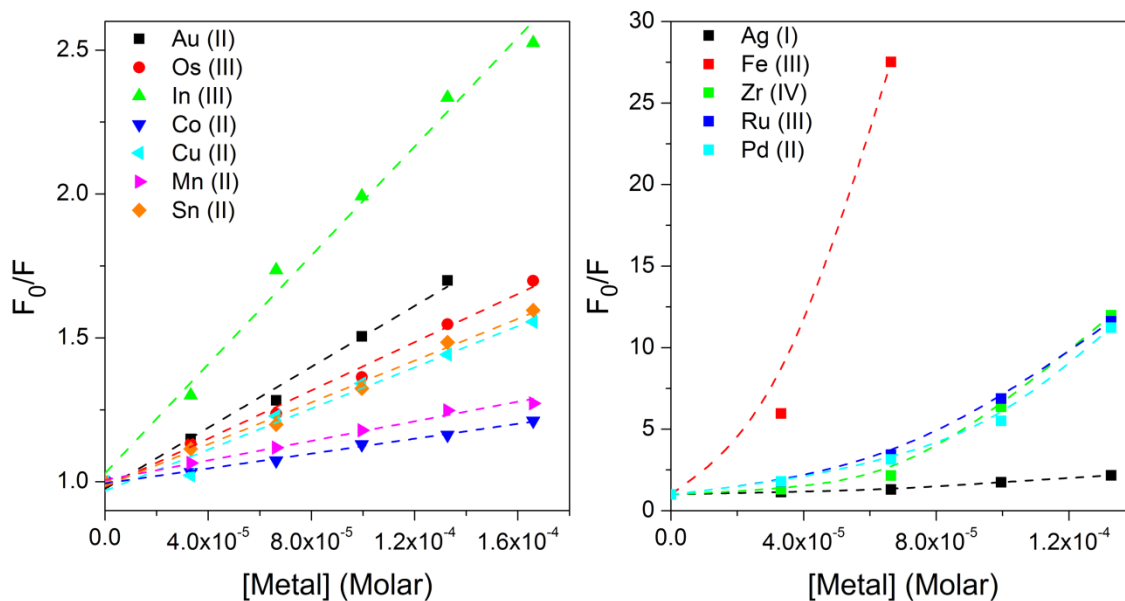 2.5
2.0
1.5
1.0
F0/F
Au (II)
Os (III)
In (III)
Co (II)
Cu (II)
Mn (II)
Sn (II)
0.0 4.0x10-5 8.0x10-5 1.2x10-4 1.6x10-4
[Metal] (Molar)
30
25
20
15
10
5
0
F0/F
Ag (I)
Fe (III)
Zr (IV)
Ru (III)
Pd (II)
0.0 4.0x10-5 8.0x10-5 1.2x10-4
[Metal] (Molar)